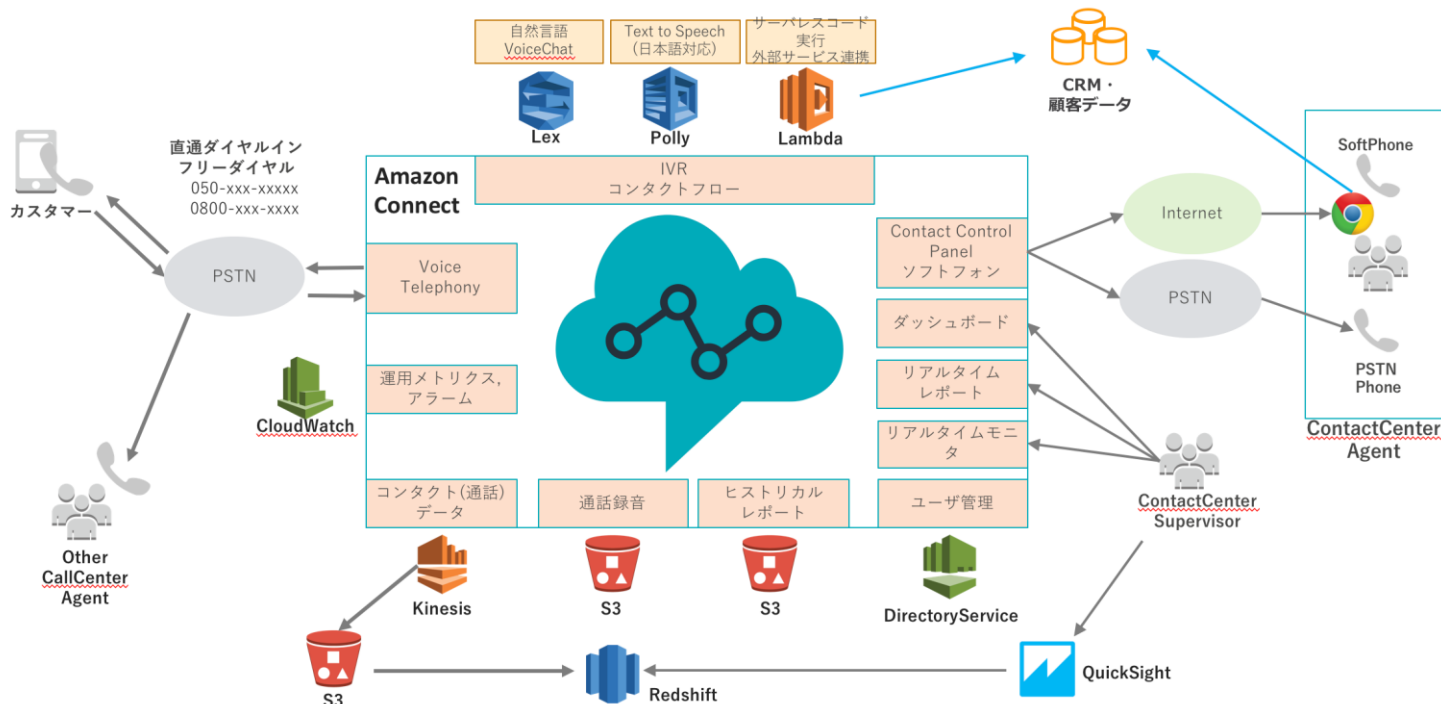 自然言語
VoiceChat
Text to Speech
(日本語対応)
サーバレスコード
実行
外部サービス連携
Lex
Polly
Lambda
CRM・
顧客データ
直通ダイヤルイン
フリーダイヤル
050-xxx-xxxxx
0800-xxx-xxxx
カスタマー
PSTN
Amazon
Connect
IVR
コンタクトフロー
Voice
Telephony
Contact Control
Panel
ソフトフォン
Internet
PSTN
SoftPhone
PSTN
Phone
ContactCenter
Agent
ダッシュボード
CloudWatch
運用メトリクス,
アラーム
リアルタイム
レポート
リアルタイムモニ
タ
コンタクト(通話)
データ
通話録音
ヒストリカル
レポート
ユーザ管理
ContactCenter
Supervisor
Other
CallCenter
Agent
Kinesis
S3
S3
DirectoryService
S3
Redshift
QuickSight